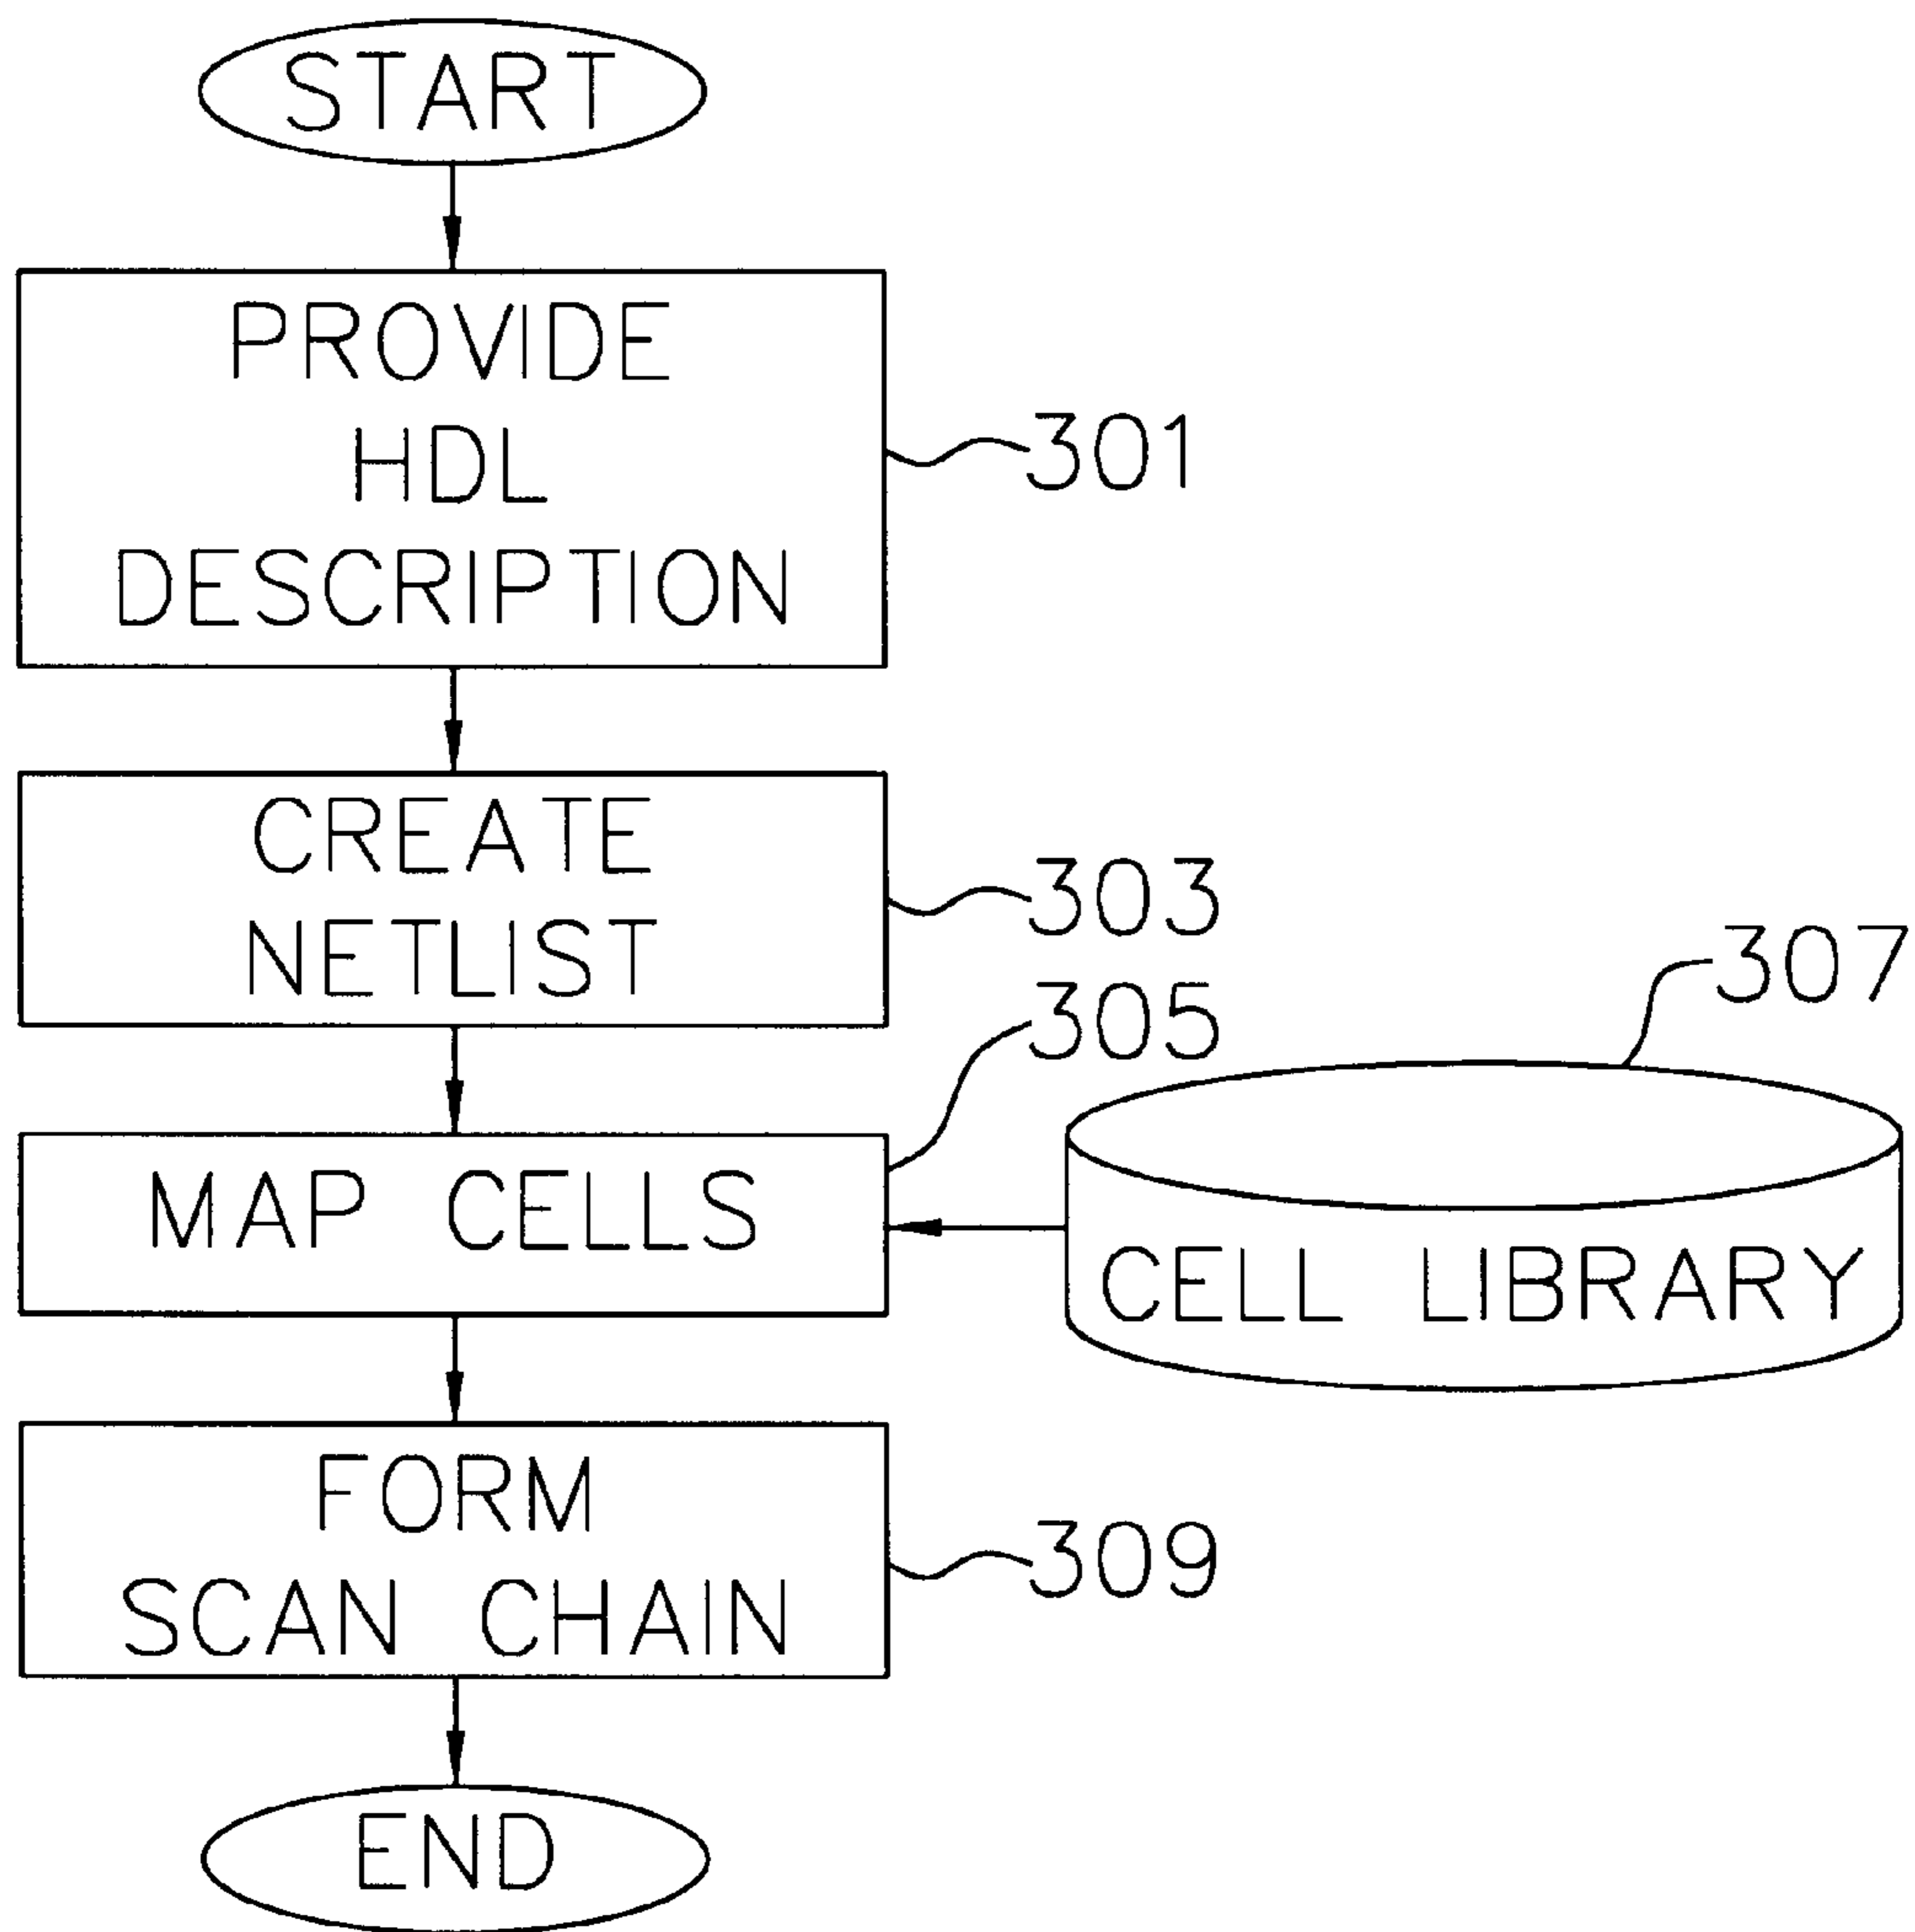 START
PROVIDE
HDL
DESCRIPTION
301
CREATE
NETLIST
303
305
307
MAP CELLS
CELL LIBRARY
FORM
SCAN CHAIN
309
END